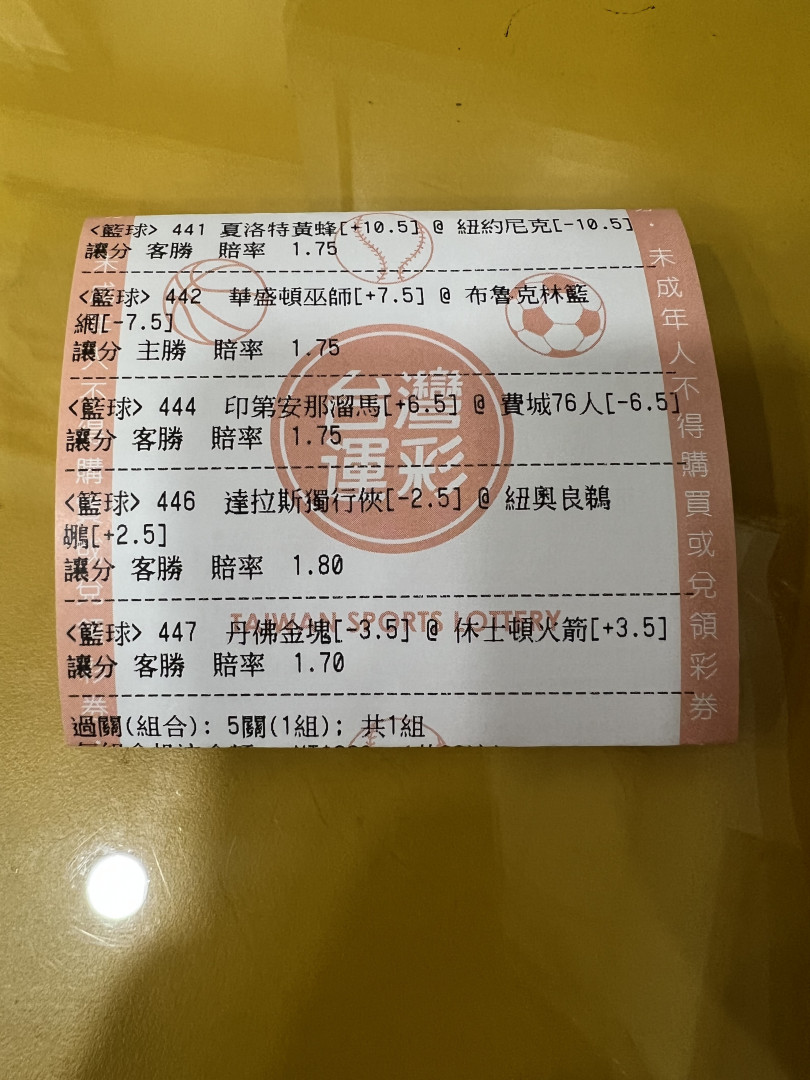 <籃球> 441 夏洛特黃蜂[+10.5] @ 紐約尼克[-10.5]
讓分 客勝 賠率 1.75
<籃球> 442 華盛頓巫師[+7.5] @ 布魯克林籃
網[-7.5]
讓分 主勝 賠率 1.75
<籃球> 444 印第安那溜馬[+6.5] @ 費城76人[-6.5]
讓分 客勝 賠率 1.75
<籃球> 446 達拉斯獨行俠[-2.5] @ 紐奧良鵜
鶘[+2.5]
讓分 客勝 賠率 1.80
<籃球> 447 丹佛金塊[-3.5] @ 休士頓火箭[+3.5]
讓分 客勝 賠率 1.70
過關(組合): 5關(1組); 共1組
台灣
運彩
TAIWAN SPORTS LOTTERY
未成年人不得購買或兌領彩券